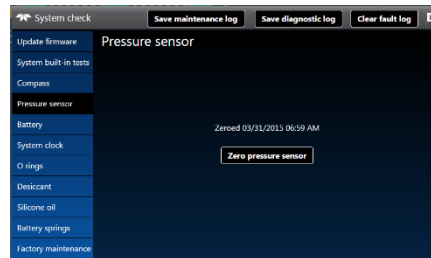 System check
Save maintenance log
Save diagnostic log
Clear fault log
Update firmware
System built-in tests
Compass
Pressure sensor
Battery
System clock
O rings
Desiccant
Silicone oil
Battery springs
Factory maintenance
Pressure sensor
Zeroed 03/31/2015 06:59 AM
Zero pressure sensor